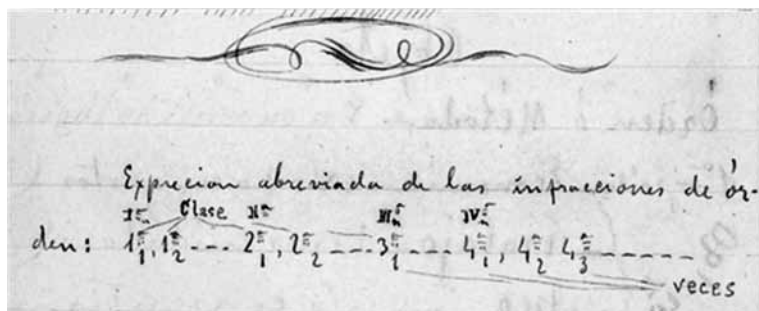 Exprecion abreviada de las infracciones de ór-
Iª Clase IIª IIIª IVª
den: 1ª₁, 1ª₂ --- 2ª₁, 2ª₂ ---- 3ª₁ ---- 4ª₁, 4ª₂ 4ª₃ ------
veces